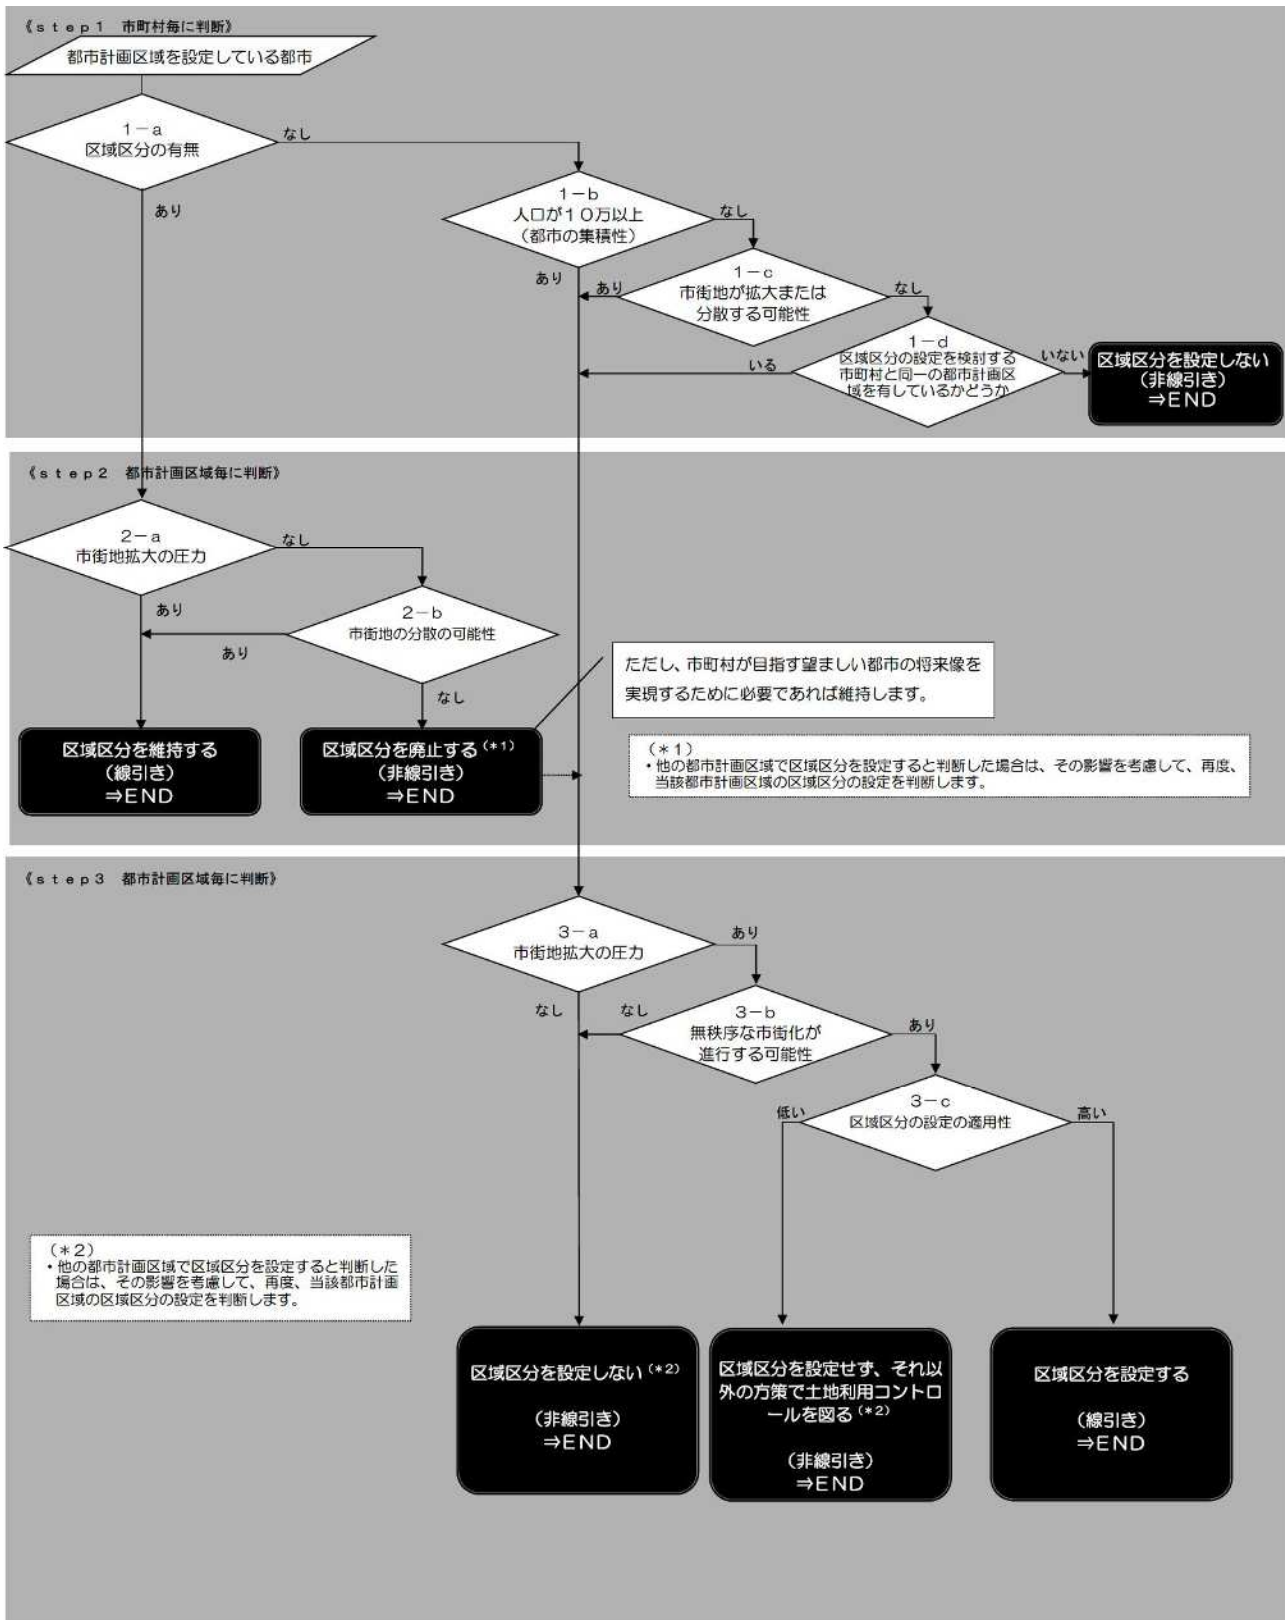 《ｓｔｅｐ１　市町村毎に判断》
都市計画区域を設定している都市
１－ａ
区域区分の有無
なし
あり
１－ｂ
人口が１０万以上
（都市の集積性）
なし
あり
１－ｃ
市街地が拡大または
分散する可能性
あり
なし
１－ｄ
区域区分の設定を検討する
市町村と同一の都市計画区
域を有しているかどうか
いる
いない
区域区分を設定しない
（非線引き）
⇒ＥＮＤ
《ｓｔｅｐ２　都市計画区域毎に判断》
２－ａ
市街地拡大の圧力
なし
あり
２－ｂ
市街地の分散の可能性
あり
なし
ただし、市町村が目指す望ましい都市の将来像を
実現するために必要であれば維持します。
区域区分を維持する
（線引き）
⇒ＥＮＤ
区域区分を廃止する（＊１）
（非線引き）
⇒ＥＮＤ
（＊１）
・他の都市計画区域で区域区分を設定すると判断した場合は、その影響を考慮して、再度、
当該都市計画区域の区域区分の設定を判断します。
《ｓｔｅｐ３　都市計画区域毎に判断》
３－ａ
市街地拡大の圧力
あり
なし
３－ｂ
無秩序な市街化が
進行する可能性
なし
あり
３－ｃ
区域区分の設定の適用性
低い
高い
（＊２）
・他の都市計画区域で区域区分を設定すると判断した
場合は、その影響を考慮して、再度、当該都市計画
区域の区域区分の設定を判断します。
区域区分を設定しない（＊２）
（非線引き）
⇒ＥＮＤ
区域区分を設定せず、それ以
外の方策で土地利用コントロ
ールを図る（＊２）
（非線引き）
⇒ＥＮＤ
区域区分を設定する
（線引き）
⇒ＥＮＤ